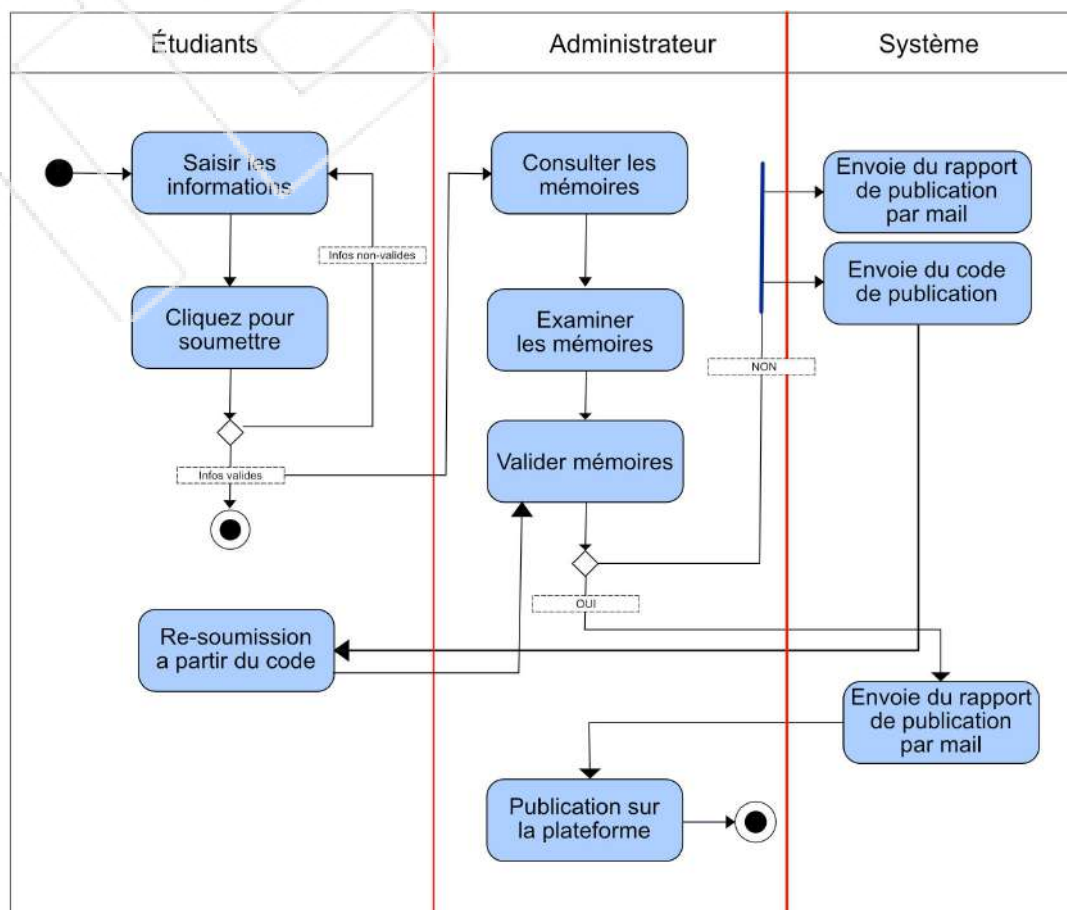 Étudiants
Administrateur
Système
Saisir les
informations
Consulter les
mémoires
Envoie du rapport
de publication
par mail
Infos non-valides
Envoie du code
de publication
Cliquez pour
soumettre
Examiner
les mémoires
NON
Valider mémoires
Infos valides
OUI
Re-soumission
a partir du code
Envoie du rapport
de publication
par mail
Publication sur
la plateforme